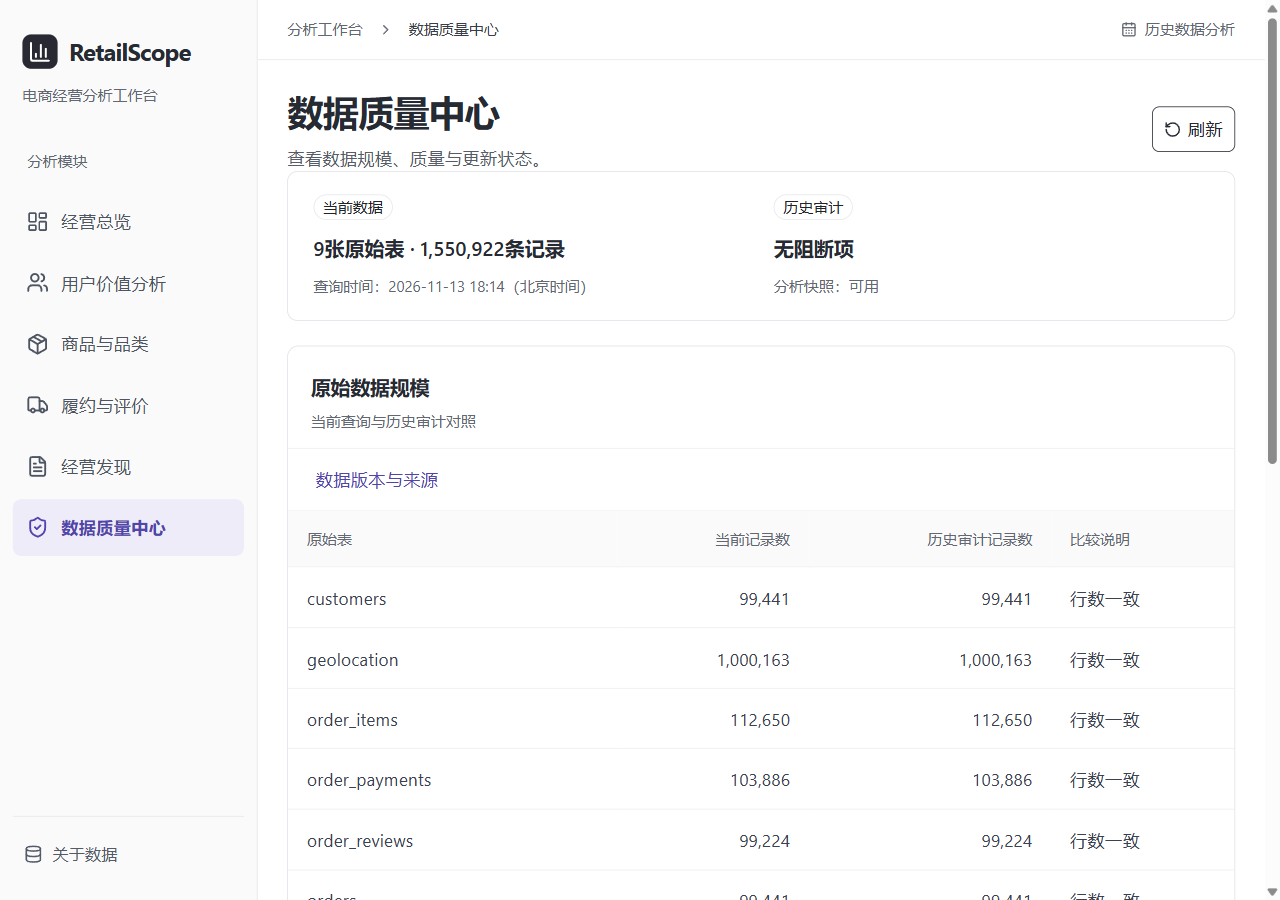 RetailScope
电商经营分析工作台
分析模块
经营总览
用户价值分析
商品与品类
履约与评价
经营发现
数据质量中心
关于数据
分析工作台 > 数据质量中心
历史数据分析
数据质量中心
刷新
查看数据规模、质量与更新状态。
当前数据
9张原始表 · 1,550,922条记录
查询时间：2026-11-13 18:14（北京时间）
历史审计
无阻断项
分析快照：可用
原始数据规模
当前查询与历史审计对照
数据版本与来源
原始表 当前记录数 历史审计记录数 比较说明
customers 99,441 99,441 行数一致
geolocation 1,000,163 1,000,163 行数一致
order_items 112,650 112,650 行数一致
order_payments 103,886 103,886 行数一致
order_reviews 99,224 99,224 行数一致
orders 99,441 99,441 行数一致